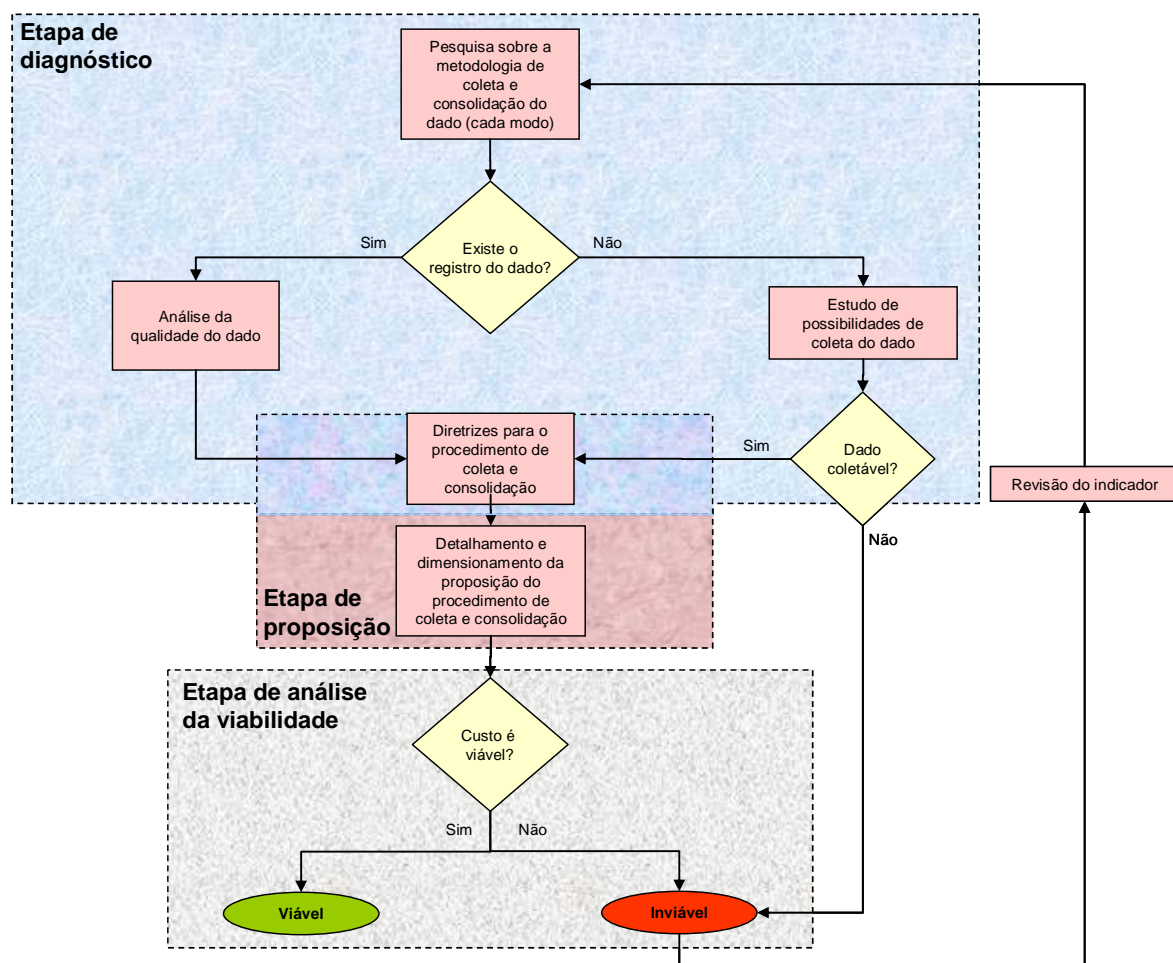 Etapa de
diagnóstico
Pesquisa sobre a
metodologia de
coleta e
consolidação do
dado (cada modo)
Sim
Existe o
registro do dado?
Não
Análise da
qualidade do dado
Estudo de
possibilidades de
coleta do dado
Diretrizes para o
procedimento de
coleta e
consolidação
Sim
Dado
coletável?
Revisão do indicador
Não
Detalhamento e
dimensionamento da
proposição do
procedimento de
coleta e consolidação
Etapa de
proposição
Etapa de análise
da viabilidade
Custo é
viável?
Sim
Não
Viável
Inviável